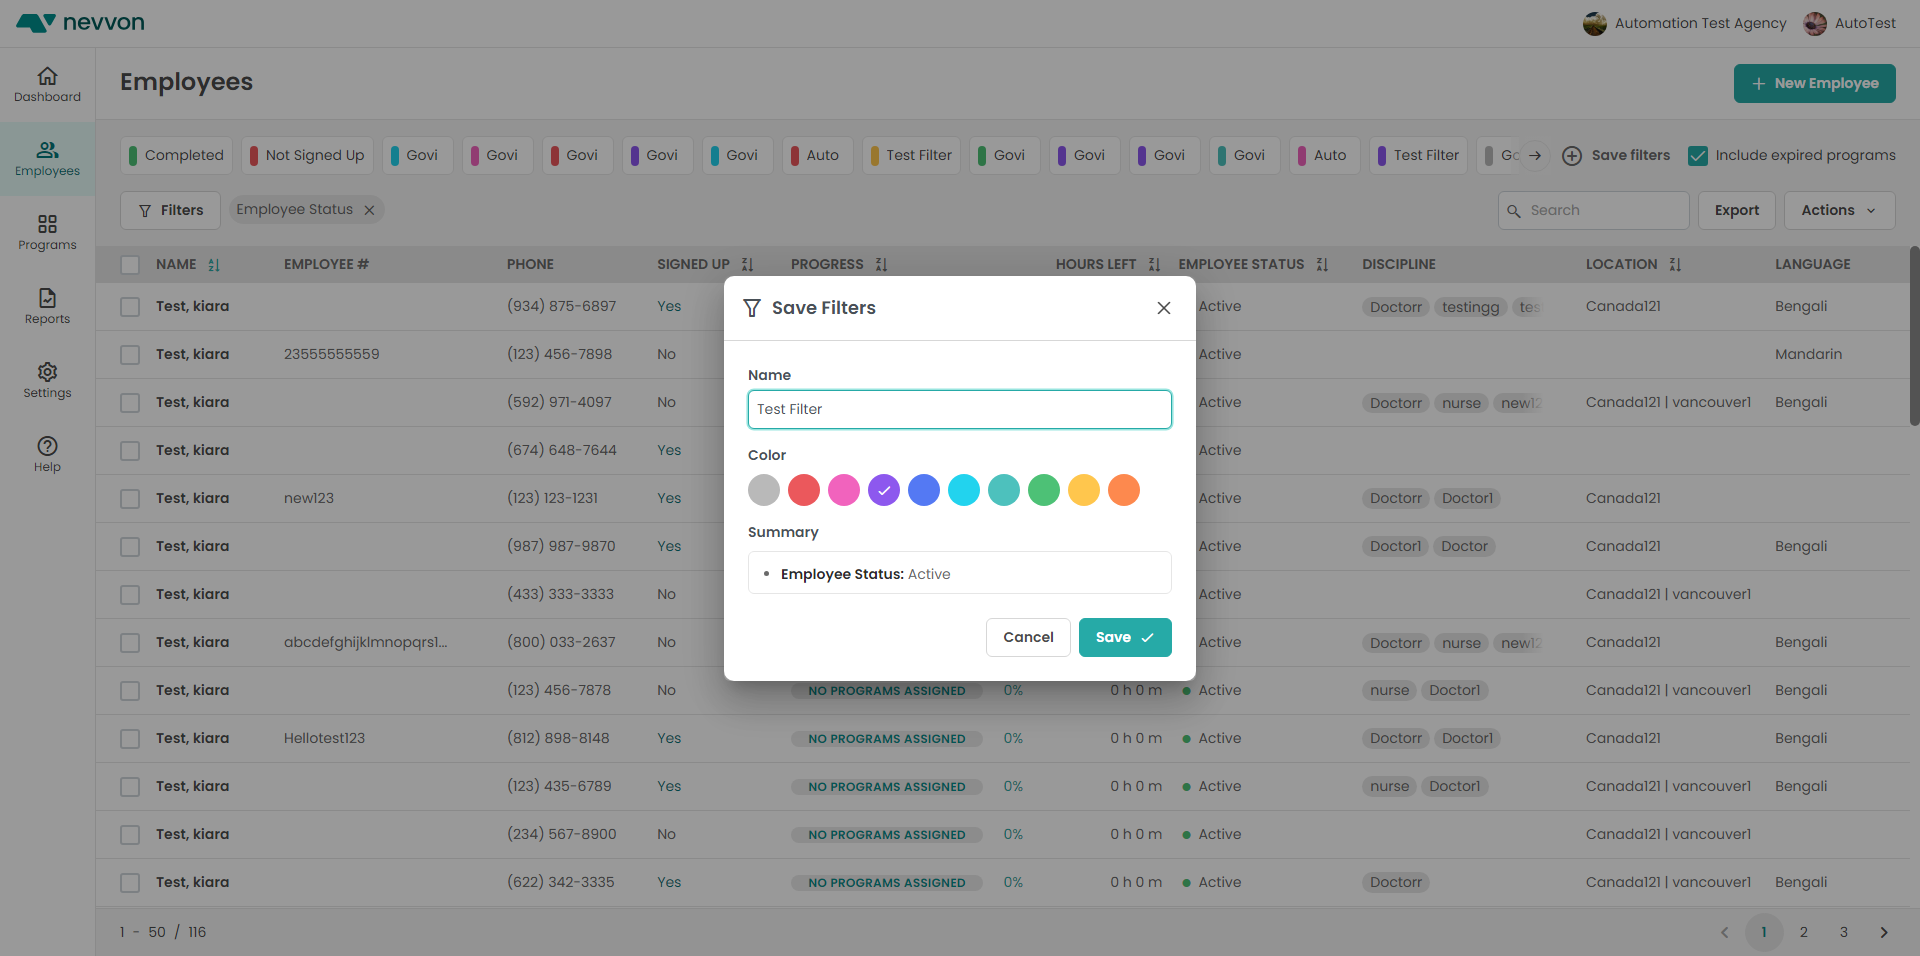 nevvon
Automation Test Agency AutoTest
Dashboard
Employees
Programs
Reports
Settings
Help
Employees
New Employee
Completed Not Signed Up Govi Govi Govi Govi Govi Auto Test Filter Govi Govi Govi Govi Auto Test Filter Save filters Include expired programs
Filters Employee Status Search Export Actions
NAME EMPLOYEE # PHONE SIGNED UP PROGRESS HOURS LEFT EMPLOYEE STATUS DISCIPLINE LOCATION LANGUAGE
Test, kiara (934) 875-6897 Yes Active Doctorr testingg Canada121 Bengali
Test, kiara 23555555559 (123) 456-7898 No Active Mandarin
Test, kiara (592) 971-4097 No Active Doctorr nurse new12 Canada121 | vancouver1 Bengali
Test, kiara (674) 648-7644 Yes Active
Test, kiara new123 (123) 123-1231 Yes Active Doctorr Doctor1 Canada121
Test, kiara (987) 987-9870 Yes Active Doctor1 Doctor Canada121 Bengali
Test, kiara (433) 333-3333 No Active Canada121 | vancouver1
Test, kiara abcdefghijklmnopqrs1... (800) 033-2637 No Active Doctorr nurse new12 Canada121 Bengali
Test, kiara (123) 456-7878 No NO PROGRAMS ASSIGNED 0% 0 h 0 m Active nurse Doctor1 Canada121 | vancouver1 Bengali
Test, kiara Hellotest123 (812) 898-8148 Yes NO PROGRAMS ASSIGNED 0% 0 h 0 m Active Doctorr Doctor1 Canada121 Bengali
Test, kiara (123) 435-6789 Yes NO PROGRAMS ASSIGNED 0% 0 h 0 m Active nurse Doctor1 Canada121 | vancouver1 Bengali
Test, kiara (234) 567-8900 No NO PROGRAMS ASSIGNED 0% 0 h 0 m Active Canada121 | vancouver1
Test, kiara (622) 342-3335 Yes NO PROGRAMS ASSIGNED 0% 0 h 0 m Active Doctorr Canada121 | vancouver1 Bengali
1 - 50 / 116 1 2 3
Save Filters
Name
Test Filter
Color
Summary
Employee Status: Active
Cancel Save